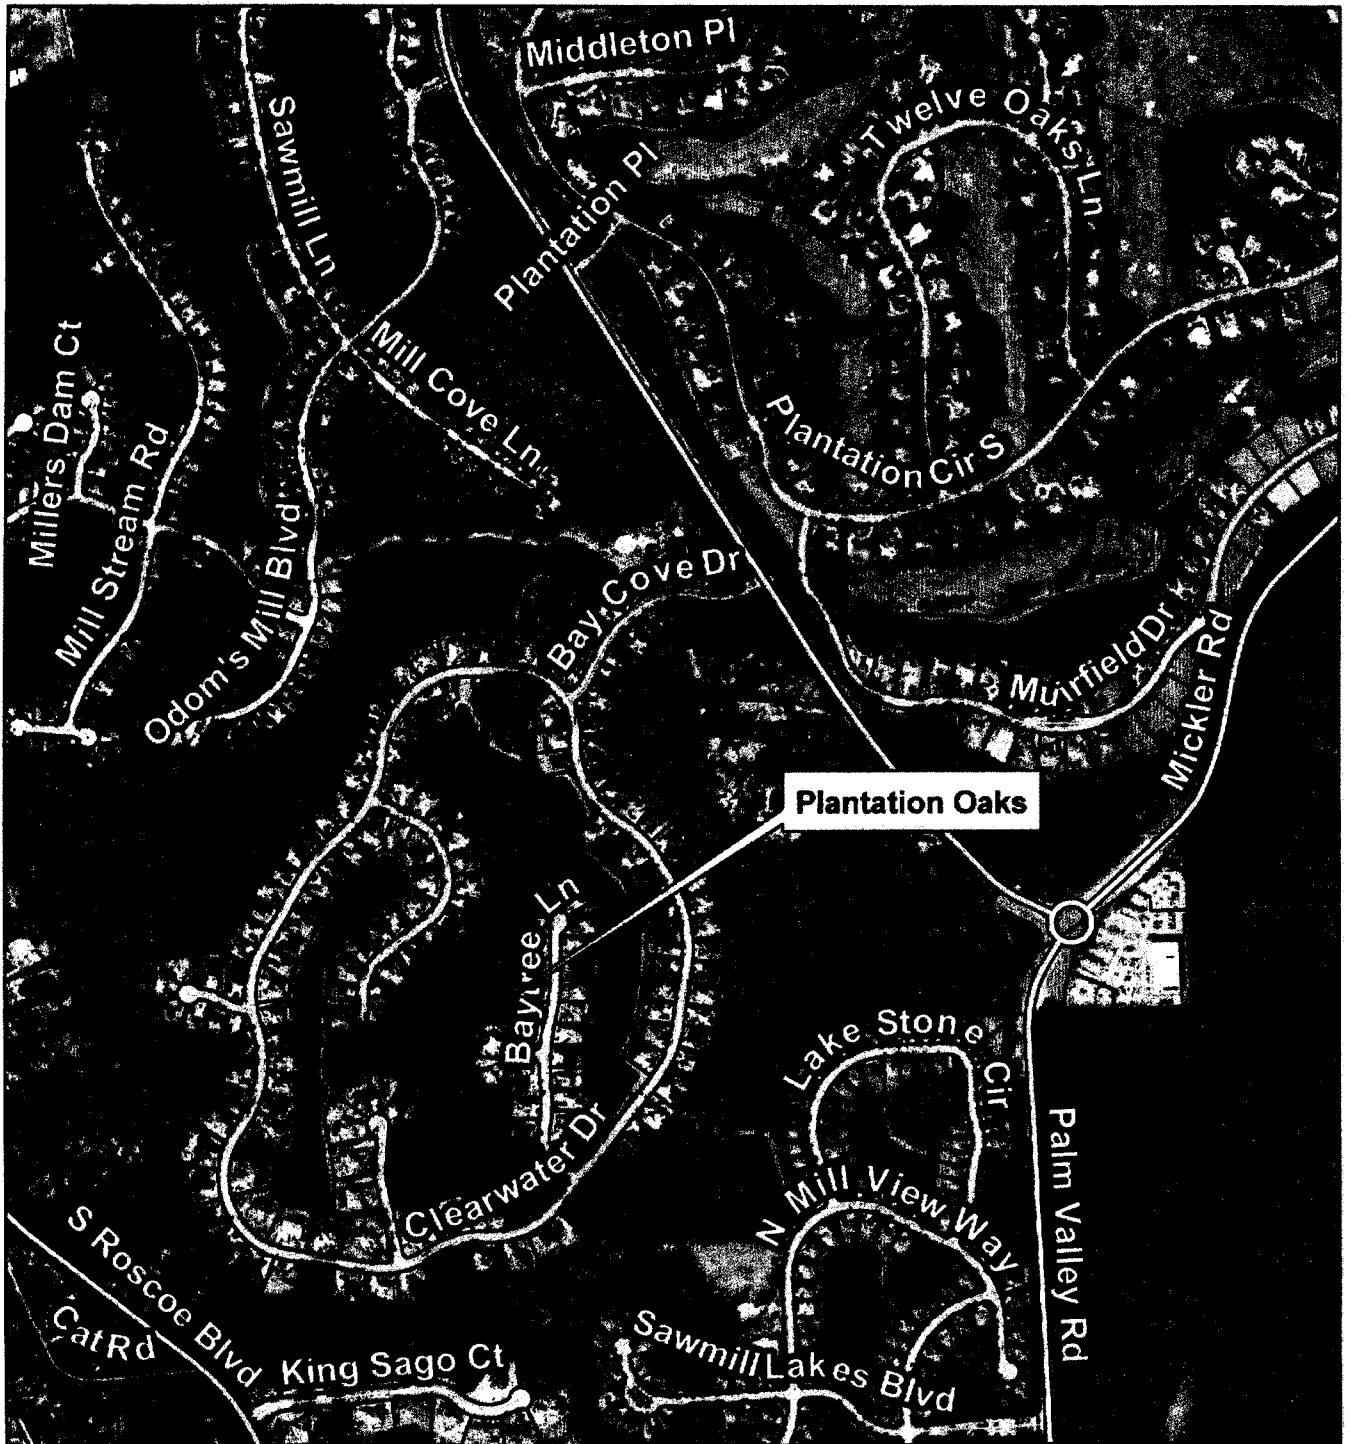 Middleton Pl
Twelve Oaks Ln
Sawmill Ln
Plantation Pl
Mill Cove Ln
Millers Dam Ct
Mill Stream Rd
Plantation Cir S
Odom's Mill Blvd
Bay Cove Dr
Muirfield Dr
Mickler Rd
Plantation Oaks
Baytree Ln
Lake Stone Cir
Clearwater Dr
N Mill View Way
Palm Valley Rd
S Roscoe Blvd
Cat Rd
King Sago Ct
Sawmill Lakes Blvd